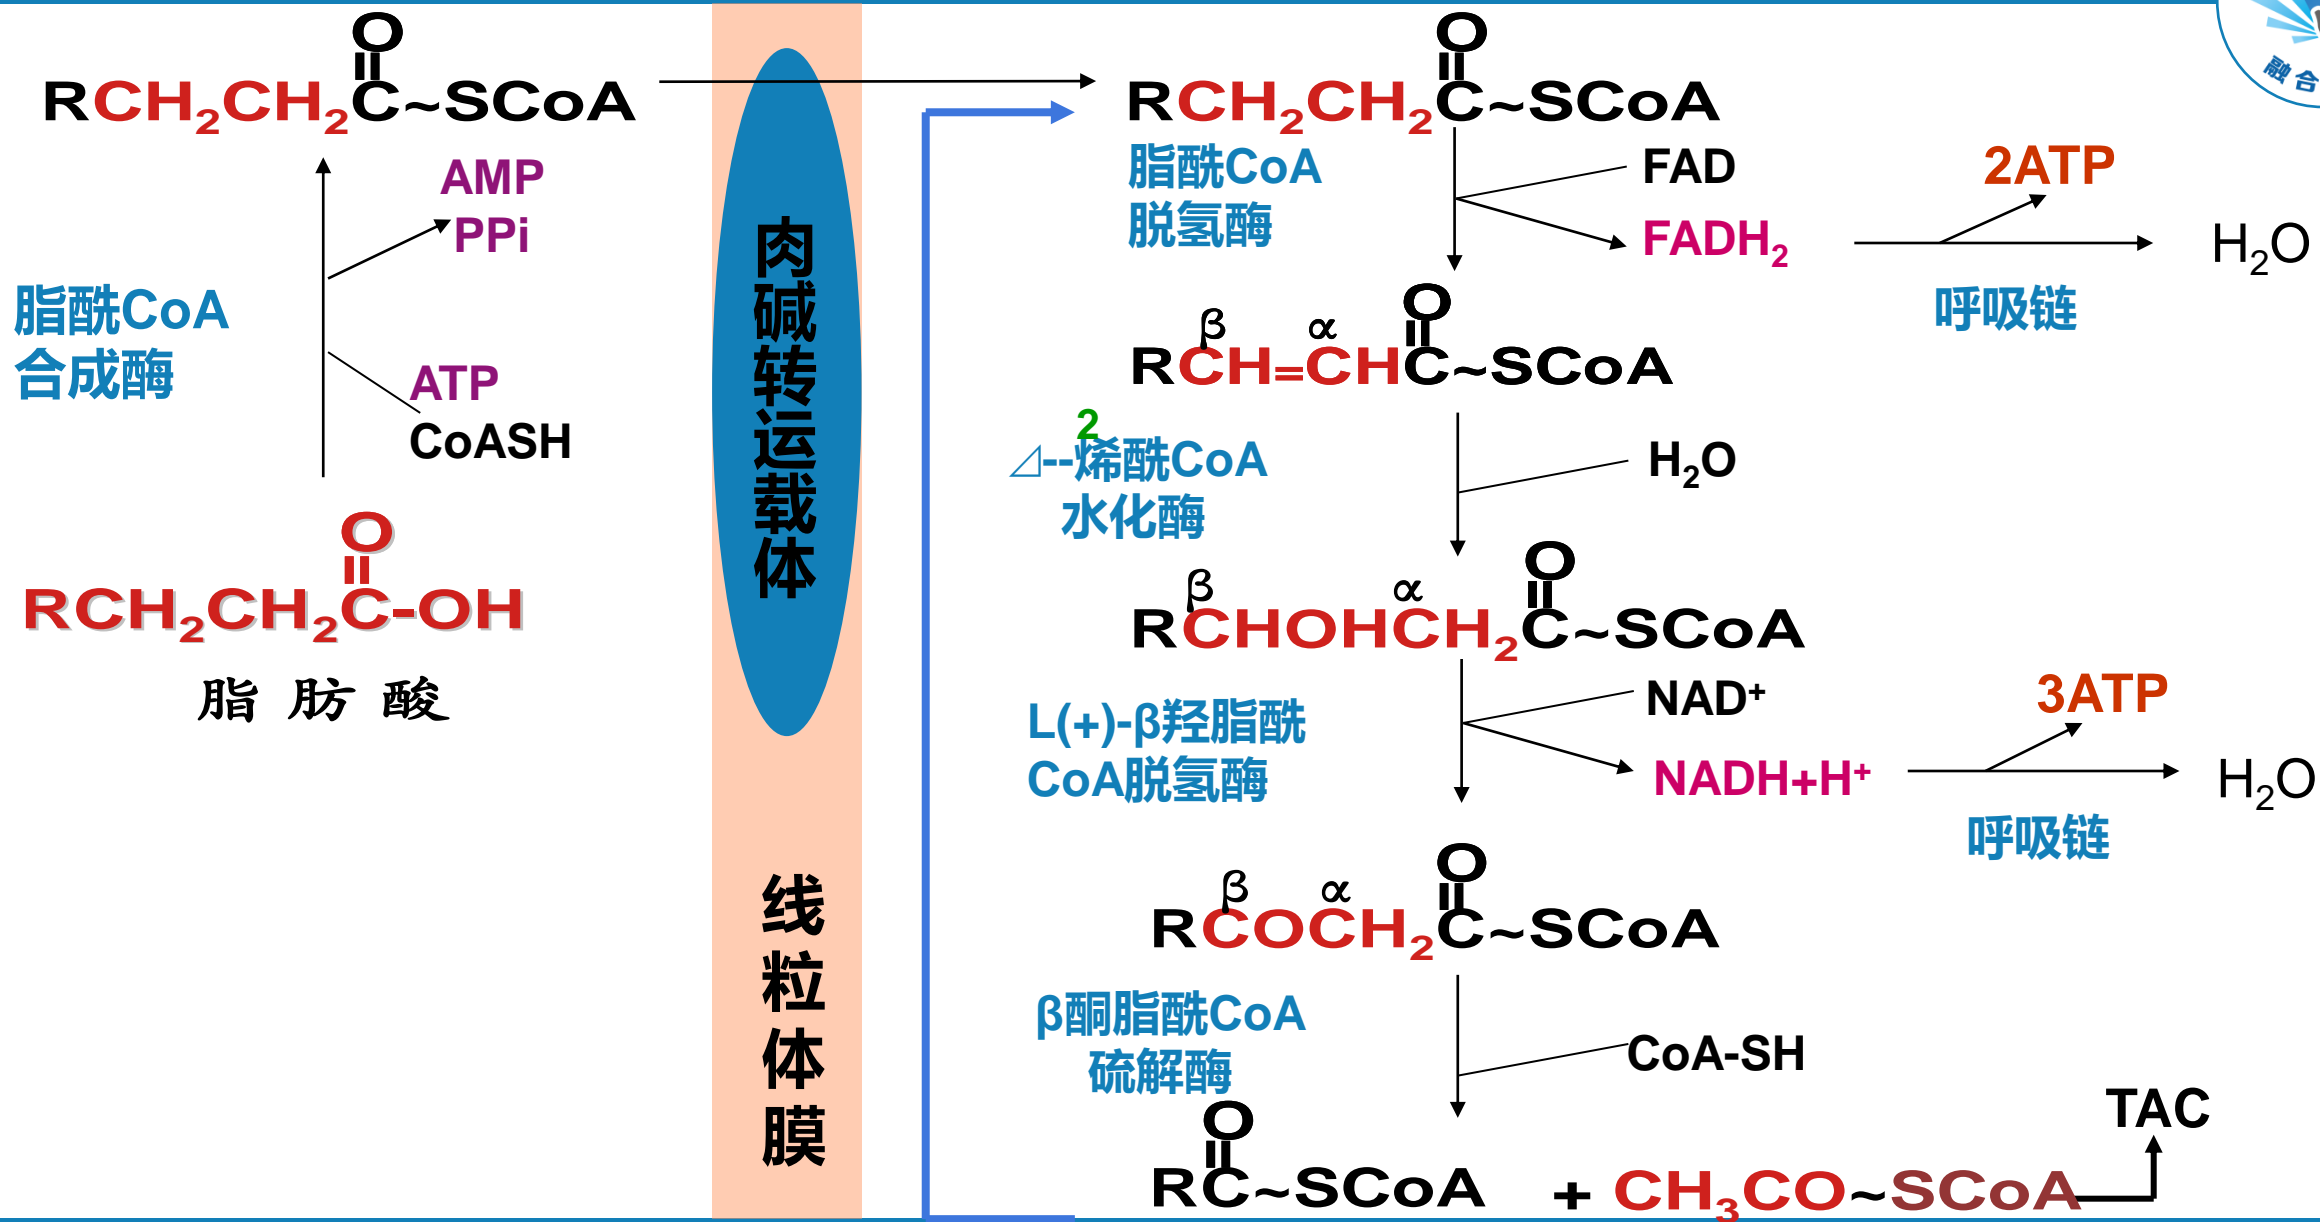 RCH₂CH₂C~SCoA
O
AMP
PPi
脂酰CoA
合成酶
ATP
CoASH
O
RCH₂CH₂C-OH
脂肪酸
肉碱转运载体
线粒体膜
O
RCH₂CH₂C~SCoA
脂酰CoA
脱氢酶
FAD
FADH₂
2ATP
H₂O
呼吸链
β α O
RCH=CHC~SCoA
2
⊿--烯酰CoA
水化酶
H₂O
β α O
RCHOHCH₂C~SCoA
L(+)-β羟脂酰
CoA脱氢酶
NAD⁺
NADH+H⁺
3ATP
H₂O
呼吸链
β α O
RCOCH₂C~SCoA
β酮脂酰CoA
硫解酶
CoA-SH
TAC
O
RC~SCoA + CH₃CO~SCoA
融合